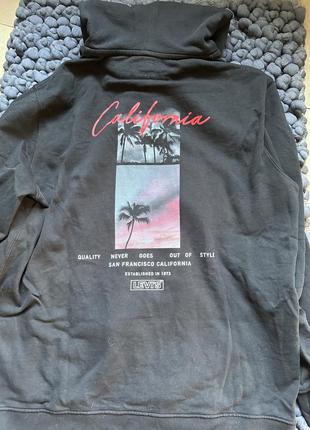 California
QUALITY NEVER GOES OUT OF STYLE
SAN FRANCISCO CALIFORNIA
ESTABLISHED IN 1873
LEVI'S